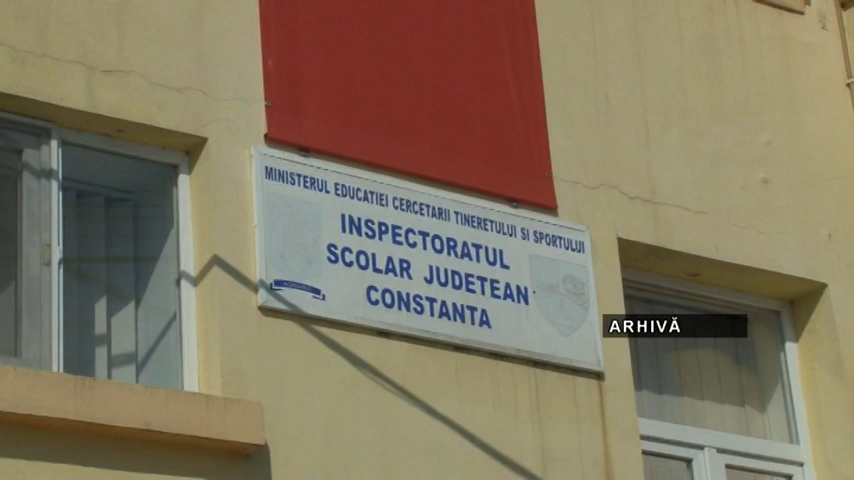 MINISTERUL EDUCATIEI CERCETARII TINERETULUI SI SPORTULUI
INSPECTORATUL
SCOLAR JUDETEAN
CONSTANTA
ARHIVĂ